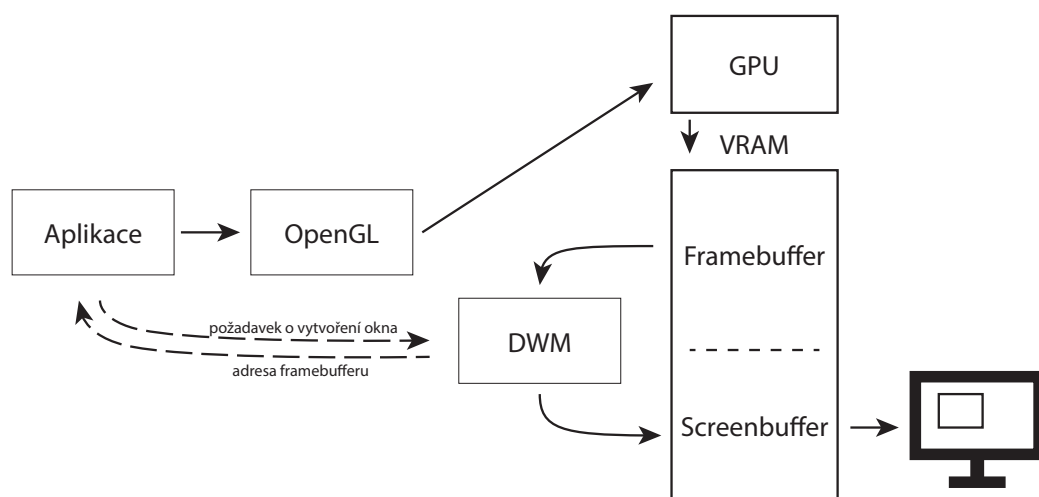 GPU
VRAM
Aplikace
OpenGL
Framebuffer
požadavek o vytvoření okna
adresa framebufferu
DWM
Screenbuffer